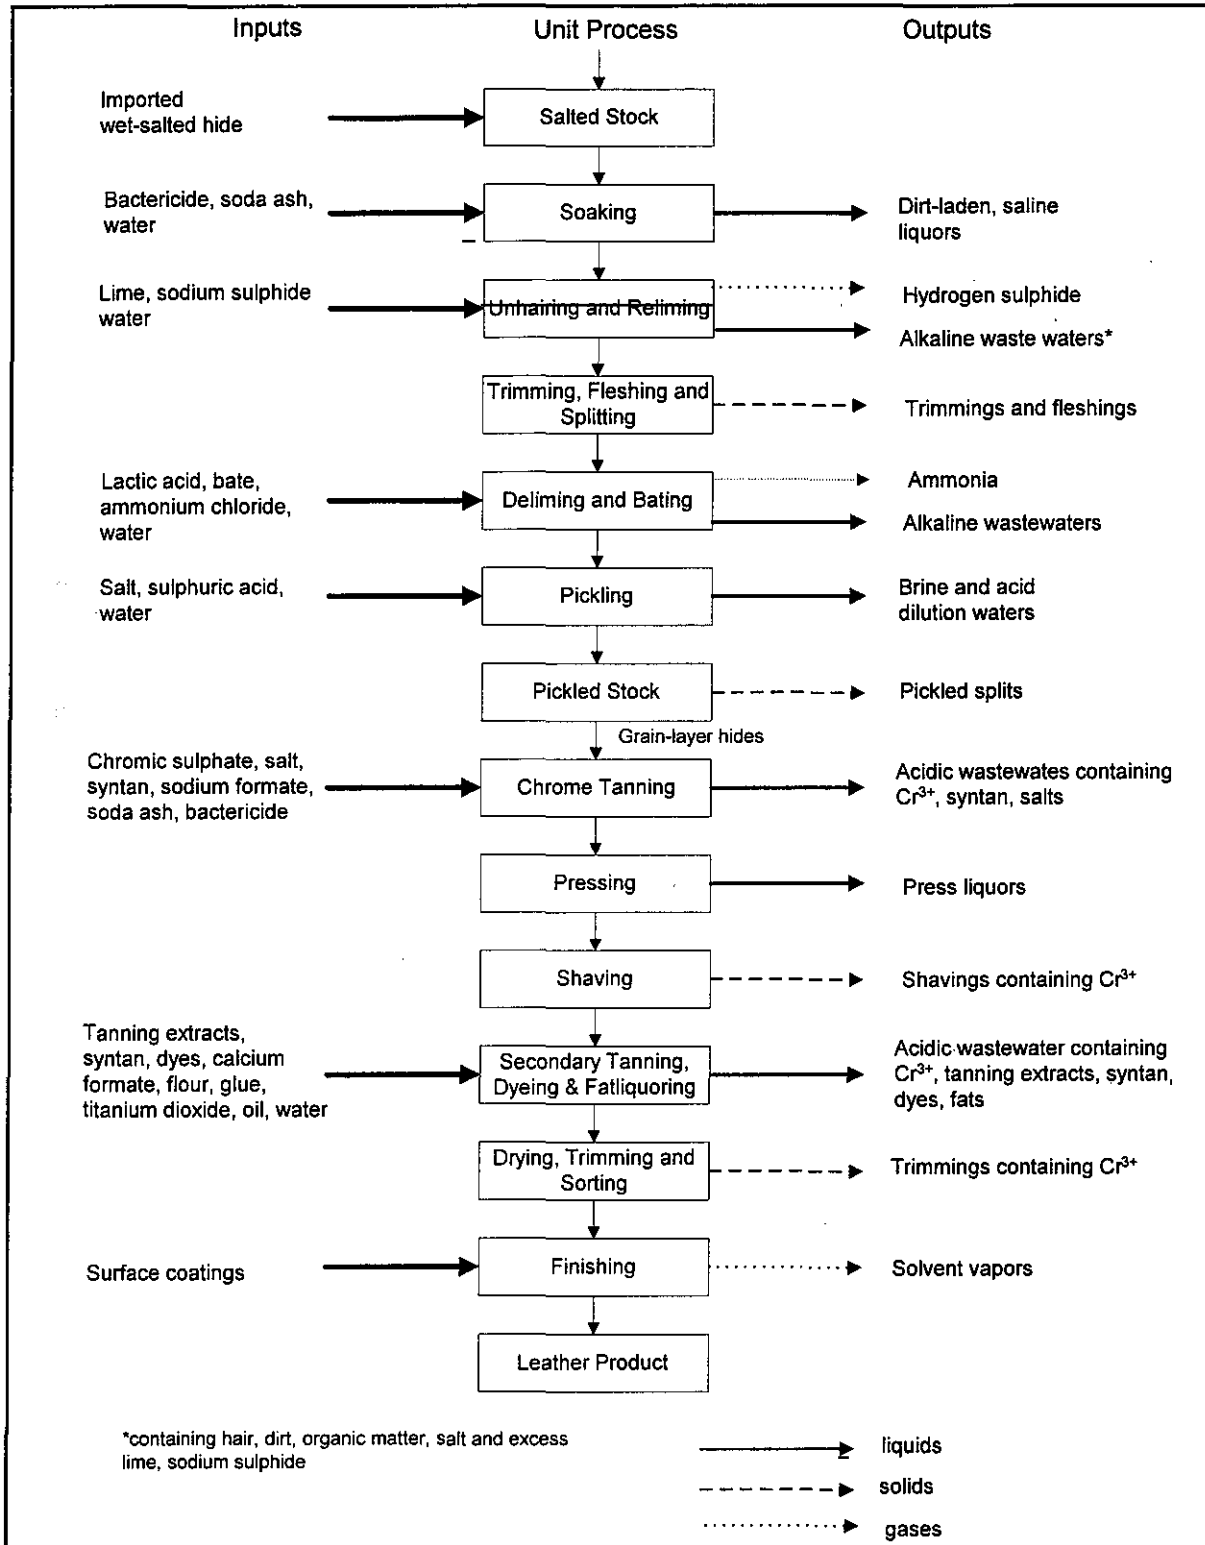 Inputs
Unit Process
Outputs
Imported
wet-salted hide
Salted Stock
Bactericide, soda ash,
water
Soaking
Dirt-laden, saline
liquors
Lime, sodium sulphide
water
Unhairing and Reliming
Hydrogen sulphide
Alkaline waste waters*
Trimming, Fleshing and
Splitting
Trimmings and fleshings
Lactic acid, bate,
ammonium chloride,
water
Deliming and Bating
Ammonia
Alkaline wastewaters
Salt, sulphuric acid,
water
Pickling
Brine and acid
dilution waters
Pickled Stock
Pickled splits
Grain-layer hides
Chromic sulphate, salt,
syntan, sodium formate,
soda ash, bactericide
Chrome Tanning
Acidic wastewates containing
Cr³⁺, syntan, salts
Pressing
Press liquors
Shaving
Shavings containing Cr³⁺
Tanning extracts,
syntan, dyes, calcium
formate, flour, glue,
titanium dioxide, oil, water
Secondary Tanning,
Dyeing & Fatliquoring
Acidic wastewater containing
Cr³⁺, tanning extracts, syntan,
dyes, fats
Drying, Trimming and
Sorting
Trimmings containing Cr³⁺
Surface coatings
Finishing
Solvent vapors
Leather Product
*containing hair, dirt, organic matter, salt and excess
lime, sodium sulphide
liquids
solids
gases